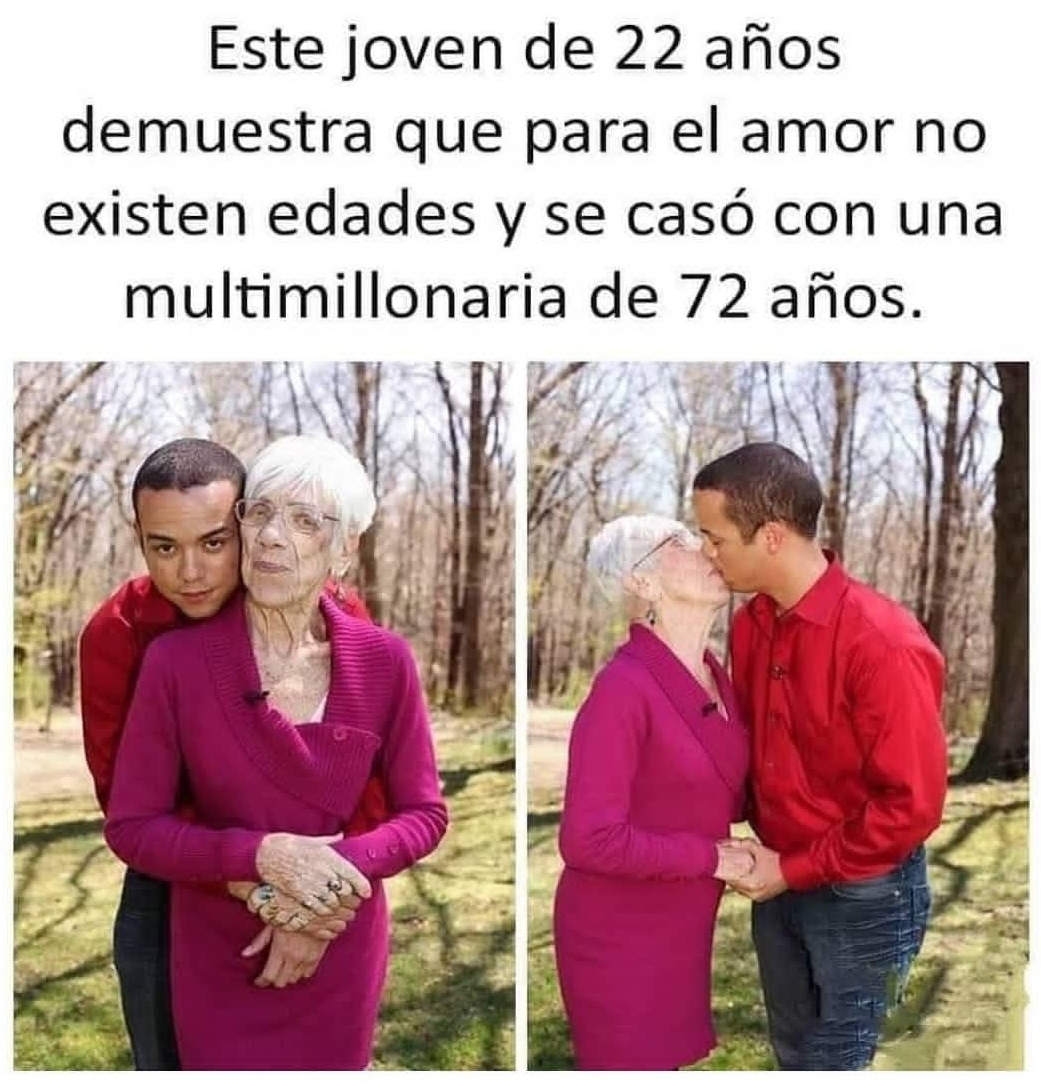 Este joven de 22 años
demuestra que para el amor no
existen edades y se casó con una
multimillonaria de 72 años.